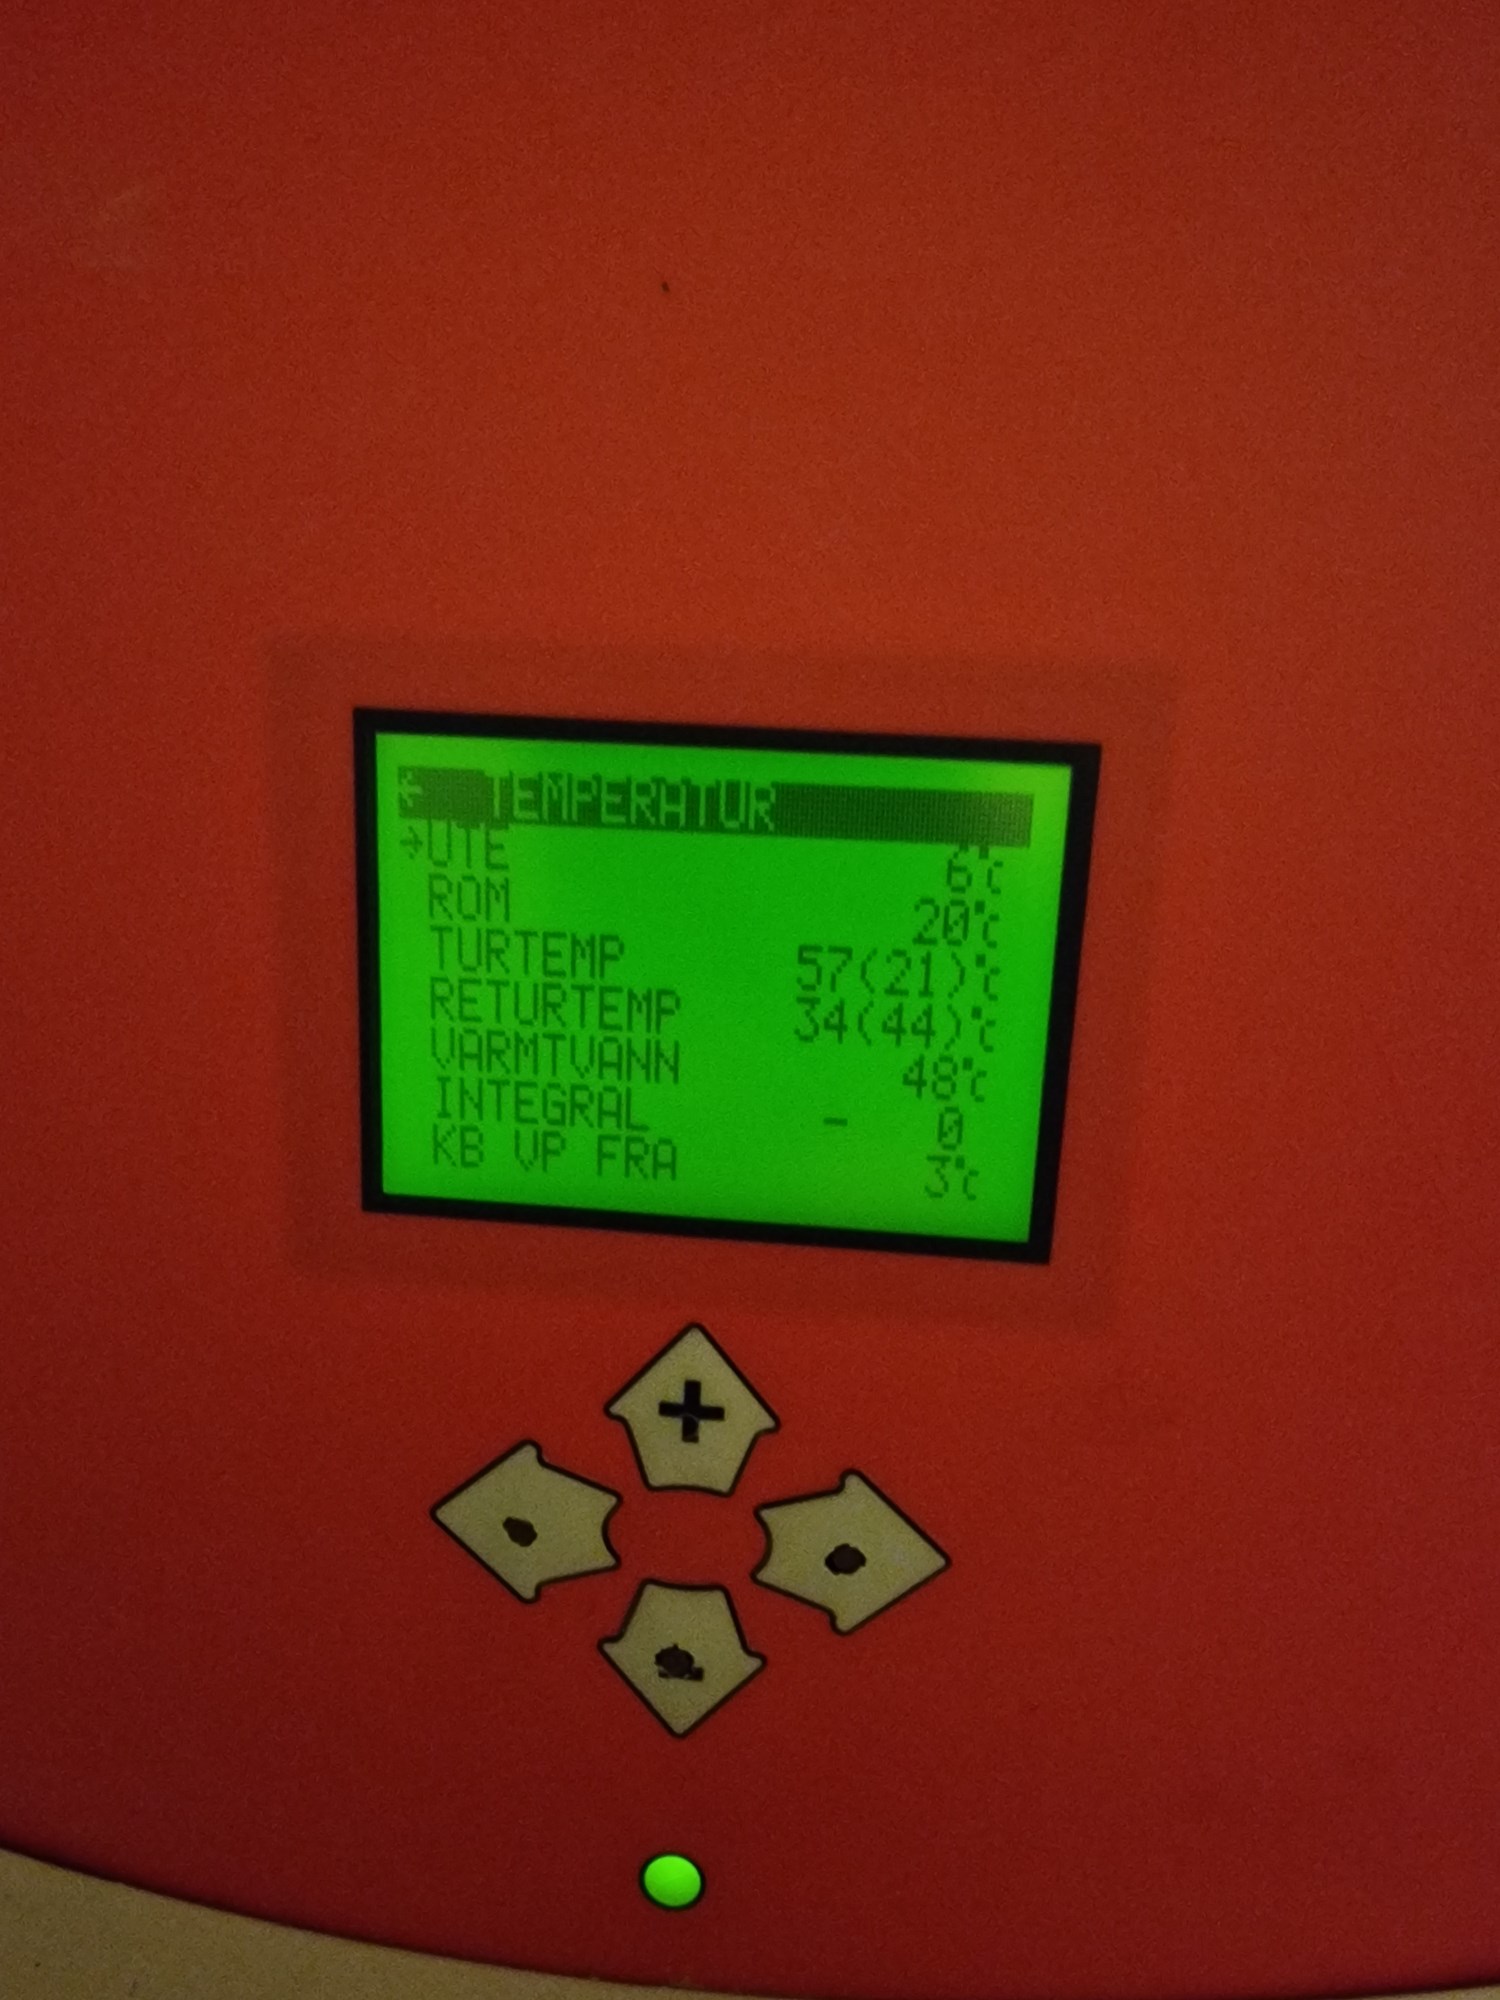 ← TEMPERATUR
→UTE 6°C
ROM 20°C
TURTEMP 57(21)°C
RETURTEMP 34(44)°C
VARMTVANN 48°C
INTEGRAL - 0
KB VP FRA 3°C
+
-